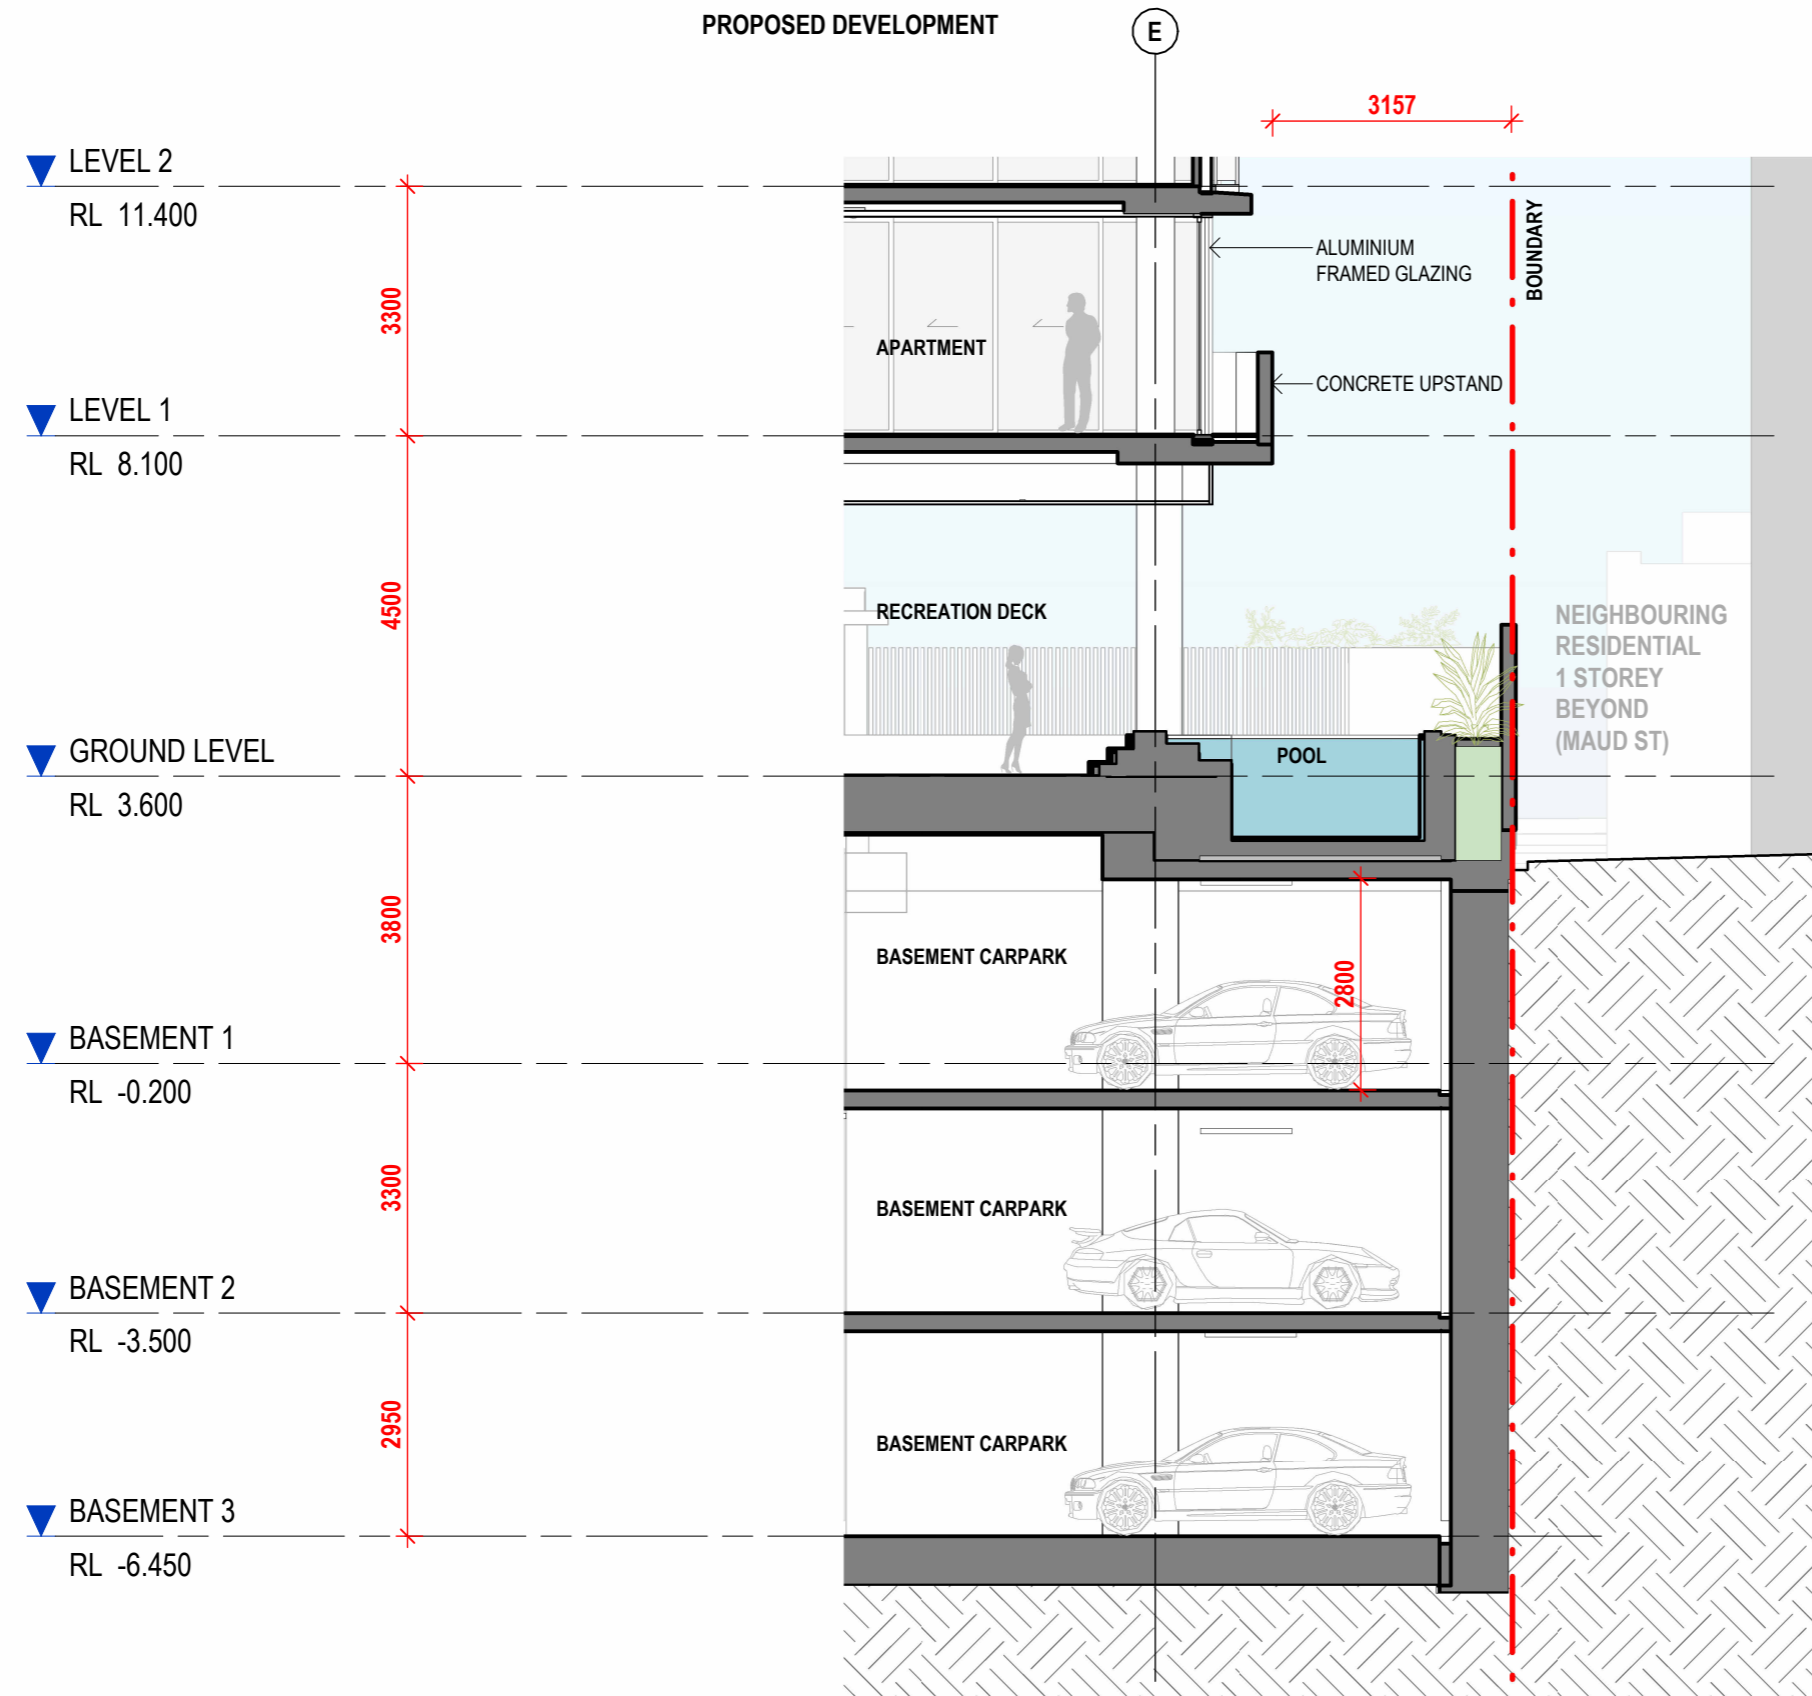 PROPOSED DEVELOPMENT
E
3157
LEVEL 2
RL 11.400
BOUNDARY
ALUMINIUM
FRAMED GLAZING
3300
APARTMENT
CONCRETE UPSTAND
LEVEL 1
RL 8.100
4500
RECREATION DECK
NEIGHBOURING
RESIDENTIAL
1 STOREY
BEYOND
(MAUD ST)
GROUND LEVEL
RL 3.600
POOL
3800
BASEMENT CARPARK
2800
BASEMENT 1
RL -0.200
3300
BASEMENT CARPARK
BASEMENT 2
RL -3.500
2950
BASEMENT CARPARK
BASEMENT 3
RL -6.450